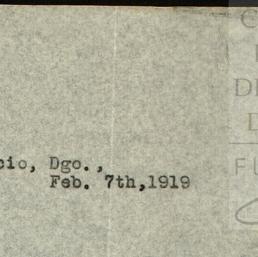 cio, Dgo.,
Feb. 7th,1919